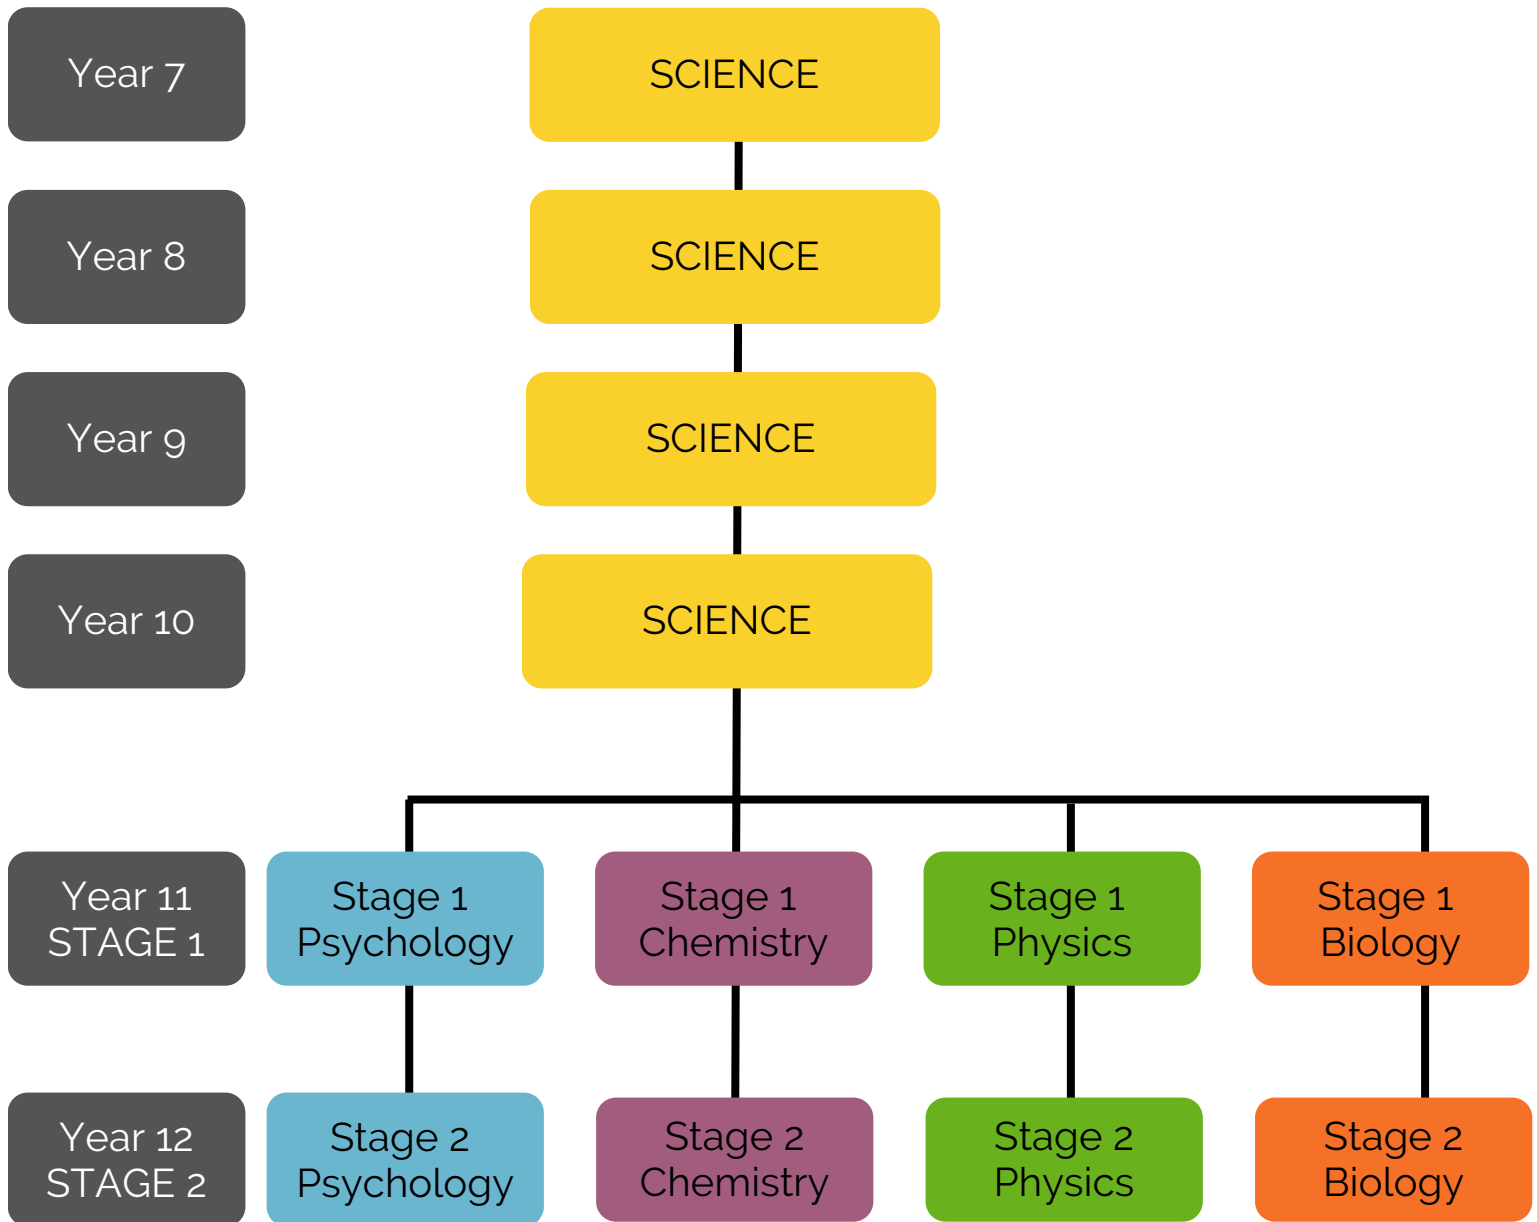 Year 7
SCIENCE
Year 8
SCIENCE
Year 9
SCIENCE
Year 10
SCIENCE
Year 11
STAGE 1
Stage 1
Psychology
Stage 1
Chemistry
Stage 1
Physics
Stage 1
Biology
Year 12
STAGE 2
Stage 2
Psychology
Stage 2
Chemistry
Stage 2
Physics
Stage 2
Biology